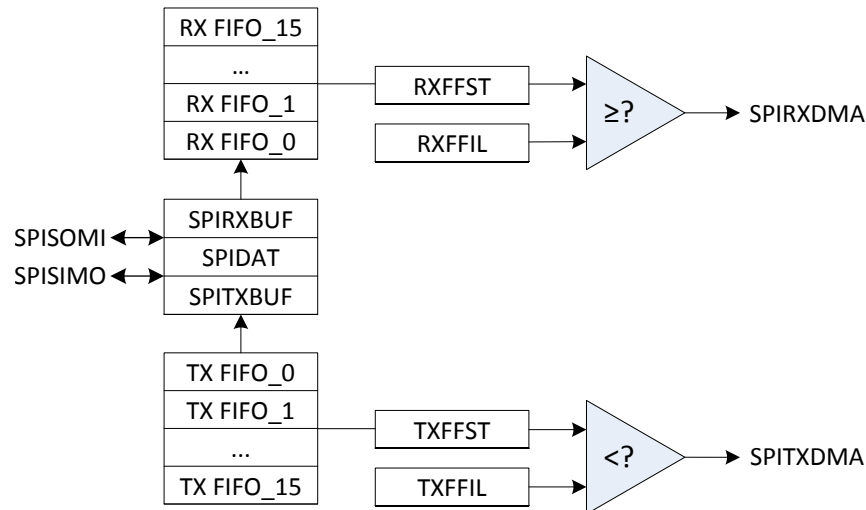 RX FIFO_15
...
RX FIFO_1
RX FIFO_0
RXFFST
RXFFIL
≥?
SPIRXDMA
SPISOMI
SPISIMO
SPIRXBUF
SPIDAT
SPITXBUF
TX FIFO_0
TX FIFO_1
...
TX FIFO_15
TXFFST
TXFFIL
<?
SPITXDMA